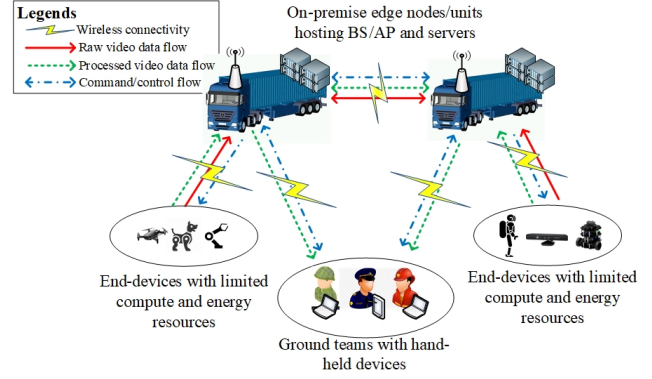 Legends
Wireless connectivity
Raw video data flow
Processed video data flow
Command/control flow
On-premise edge nodes/units
hosting BS/AP and servers
End-devices with limited
compute and energy
resources
Ground teams with hand-
held devices
End-devices with limited
compute and energy
resources